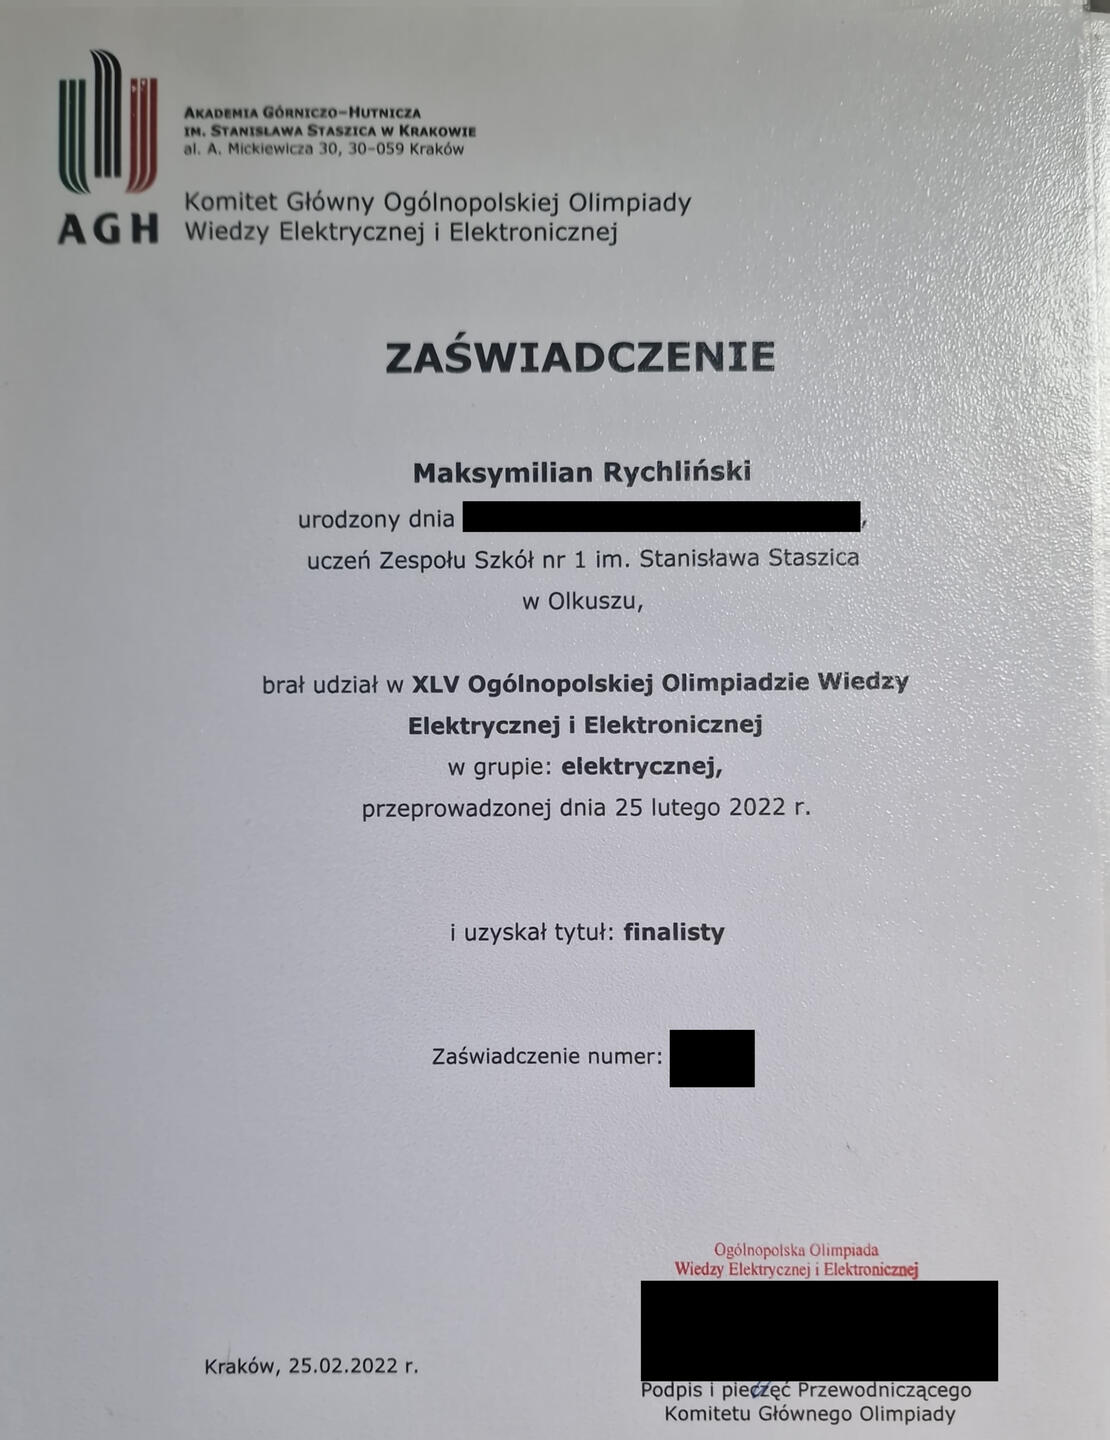 AKADEMIA GÓRNICZO-HUTNICZA
IM. STANISŁAWA STASZICA W KRAKOWIE
al. A. Mickiewicza 30, 30-059 Kraków
AGH
Komitet Główny Ogólnopolskiej Olimpiady
Wiedzy Elektrycznej i Elektronicznej
ZAŚWIADCZENIE
Maksymilian Rychliński
urodzony dnia ,
uczeń Zespołu Szkół nr 1 im. Stanisława Staszica
w Olkuszu,
brał udział w XLV Ogólnopolskiej Olimpiadzie Wiedzy
Elektrycznej i Elektronicznej
w grupie: elektrycznej,
przeprowadzonej dnia 25 lutego 2022 r.
i uzyskał tytuł: finalisty
Zaświadczenie numer:
Ogólnopolska Olimpiada
Wiedzy Elektrycznej i Elektronicznej
Kraków, 25.02.2022 r.
Podpis i pieczęć Przewodniczącego
Komitetu Głównego Olimpiady